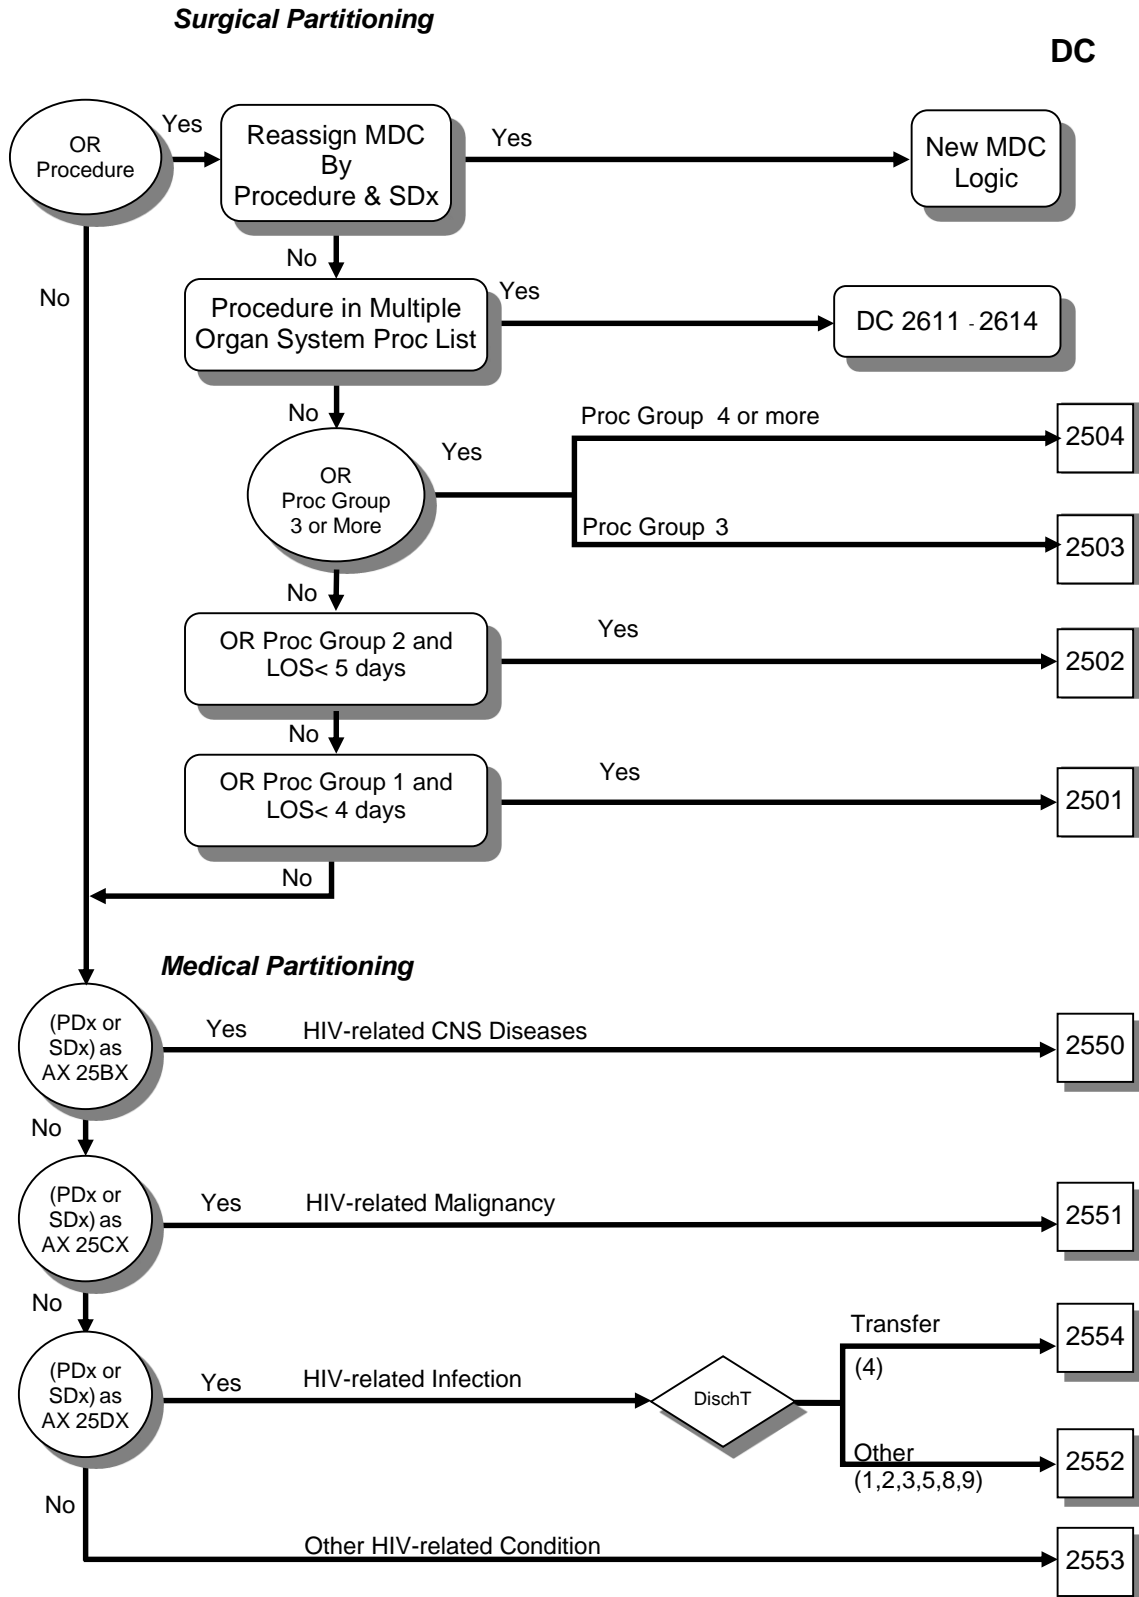 Surgical Partitioning
DC
OR
Procedure
Yes
Reassign MDC
By
Procedure & SDx
Yes
New MDC
Logic
No
No
Procedure in Multiple
Organ System Proc List
Yes
DC 2611 - 2614
No
OR
Proc Group
3 or More
Yes
Proc Group 4 or more
2504
Proc Group 3
2503
No
OR Proc Group 2 and
LOS< 5 days
Yes
2502
No
OR Proc Group 1 and
LOS< 4 days
Yes
2501
No
Medical Partitioning
(PDx or
SDx) as
AX 25BX
Yes
HIV-related CNS Diseases
2550
No
(PDx or
SDx) as
AX 25CX
Yes
HIV-related Malignancy
2551
No
(PDx or
SDx) as
AX 25DX
Yes
HIV-related Infection
DischT
Transfer
(4)
2554
Other
(1,2,3,5,8,9)
2552
No
Other HIV-related Condition
2553